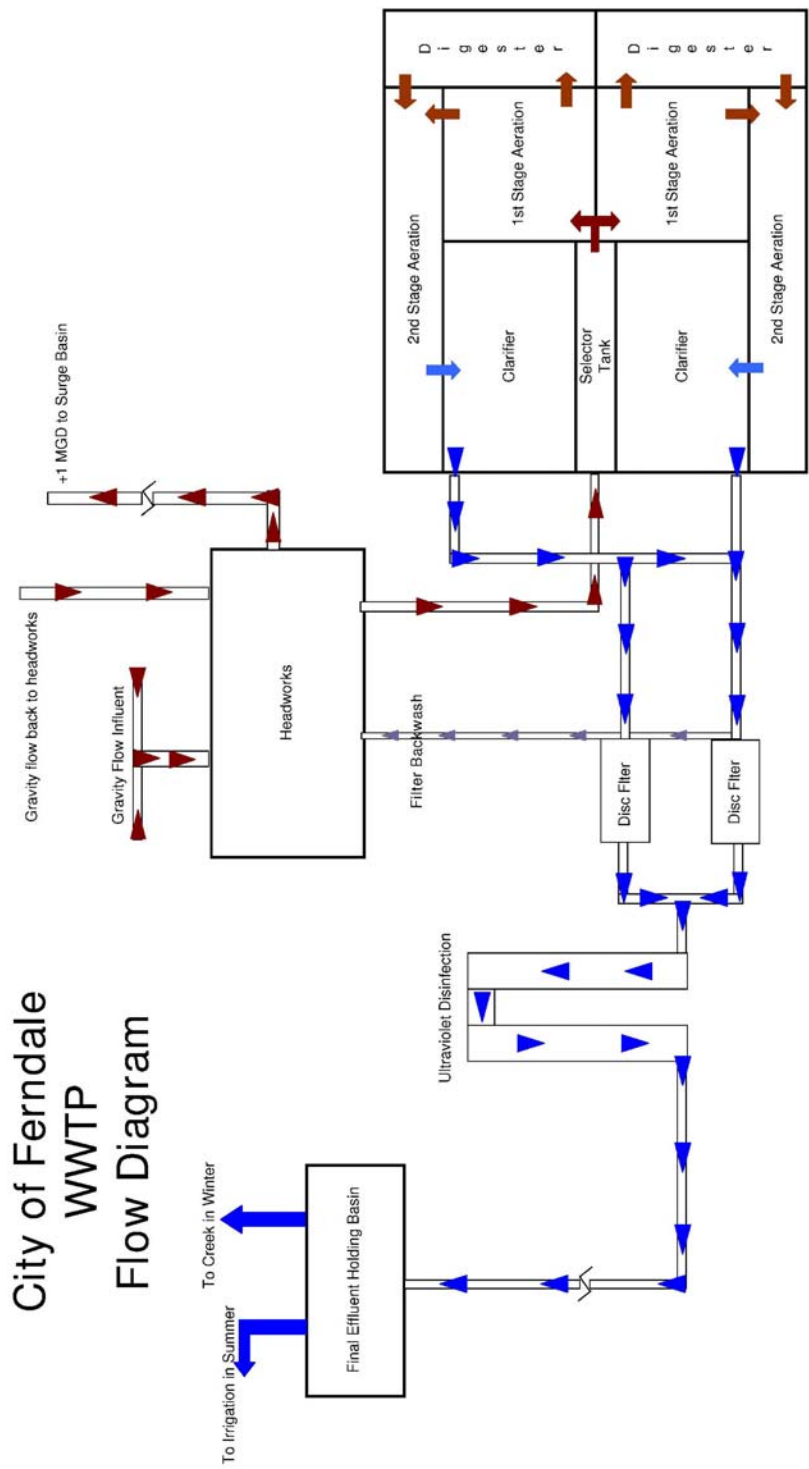 City of Ferndale
WWTP
Flow Diagram
To Irrigation in Summer
To Creek in Winter
Final Effluent Holding Basin
Ultraviolet Disinfection
Gravity flow back to headworks
Gravity Flow Influent
+1 MGD to Surge Basin
Headworks
Filter Backwash
Disc Flter
Disc Flter
2nd Stage Aeration
Clarifier
1st Stage Aeration
Digester
Selector
Tank
Clarifier
1st Stage Aeration
Digester
2nd Stage Aeration